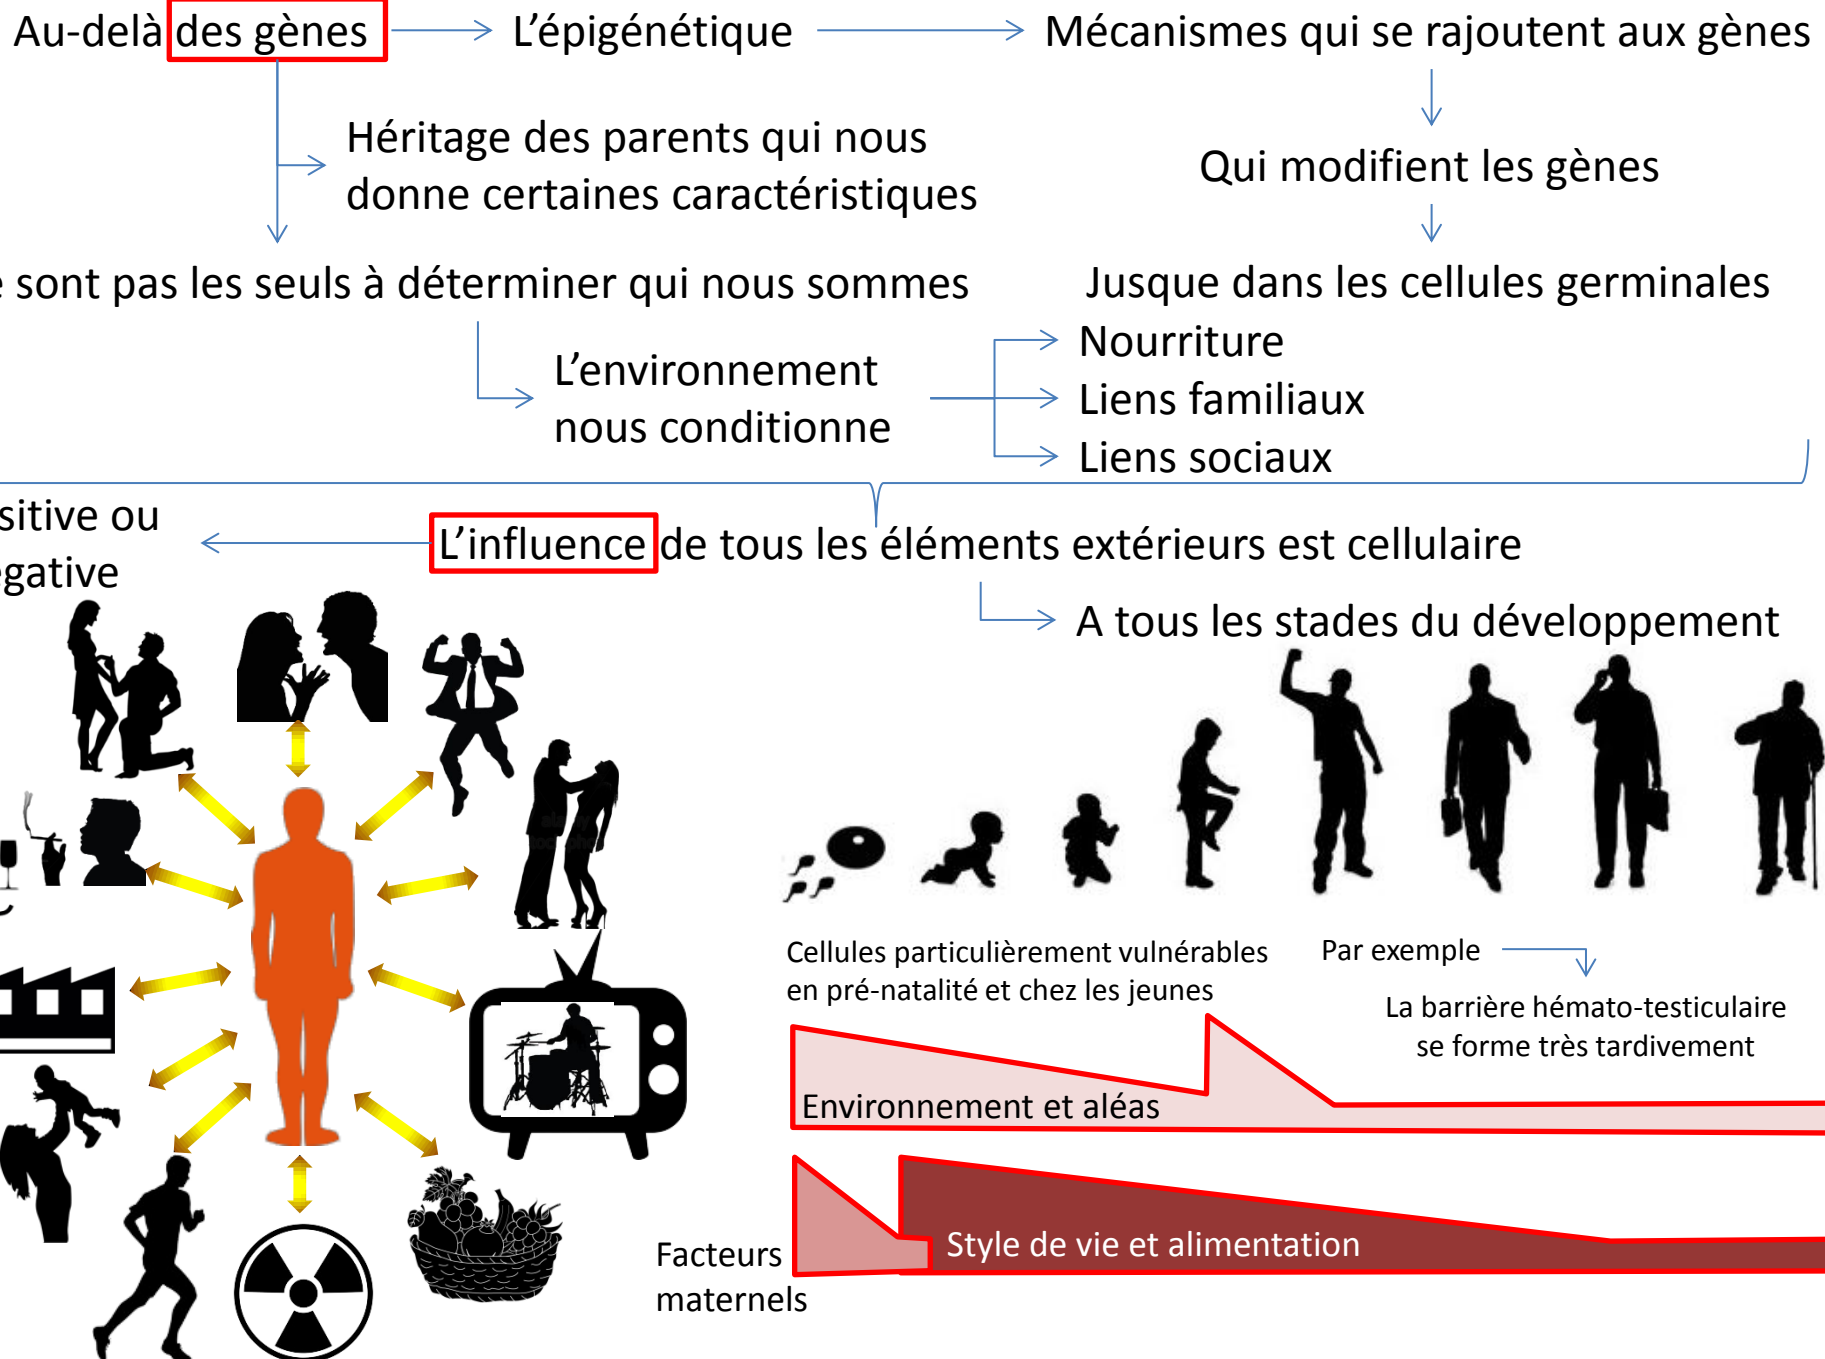 Au-delà des gènes L’épigénétique Mécanismes qui se rajoutent aux gènes
Héritage des parents qui nous
donne certaines caractéristiques
Qui modifient les gènes
sont pas les seuls à déterminer qui nous sommes
Jusque dans les cellules germinales
L’environnement
nous conditionne
Nourriture
Liens familiaux
Liens sociaux
sitive ou
gative
L’influence de tous les éléments extérieurs est cellulaire
A tous les stades du développement
Cellules particulièrement vulnérables
en pré-natalité et chez les jeunes
Par exemple
La barrière hémato-testiculaire
se forme très tardivement
Environnement et aléas
Style de vie et alimentation
Facteurs
maternels